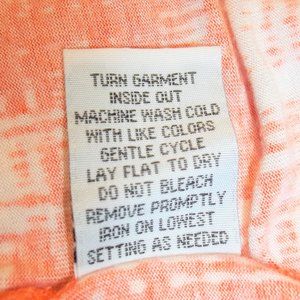 TURN GARMENT
INSIDE OUT
MACHINE WASH COLD
WITH LIKE COLORS
GENTLE CYCLE
LAY FLAT TO DRY
DO NOT BLEACH
REMOVE PROMPTLY
IRON ON LOWEST
SETTING AS NEEDED